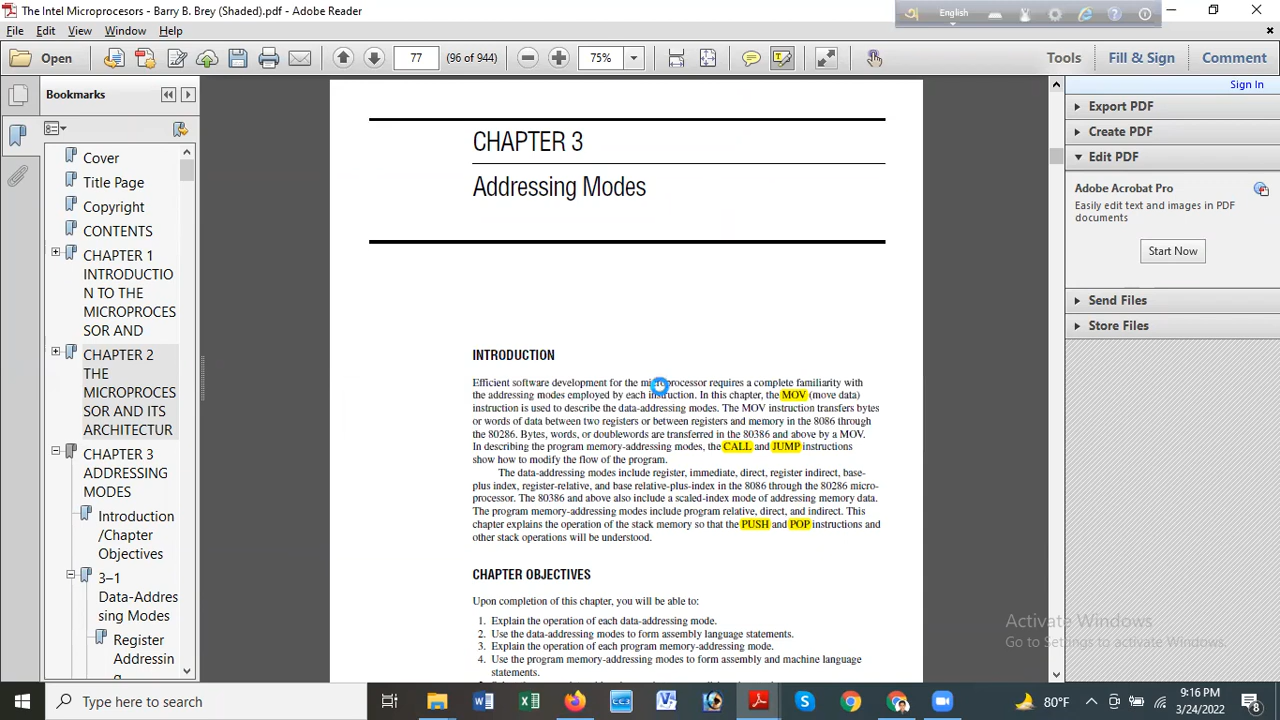 The Intel Microprocesors - Barry B. Brey (Shaded).pdf - Adobe Reader
English
File Edit View Window Help
Open 77 (96 of 944) 75% Tools Fill & Sign Comment
Sign In
Bookmarks
Cover
Title Page
Copyright
CONTENTS
CHAPTER 1
INTRODUCTIO
N TO THE
MICROPROCES
SOR AND
CHAPTER 2
THE
MICROPROCES
SOR AND ITS
ARCHITECTUR
CHAPTER 3
ADDRESSING
MODES
Introduction
/Chapter
Objectives
3–1
Data-Addres
sing Modes
Register
Addressin
g
CHAPTER 3
Addressing Modes
INTRODUCTION
Efficient software development for the microprocessor requires a complete familiarity with
the addressing modes employed by each instruction. In this chapter, the MOV (move data)
instruction is used to describe the data-addressing modes. The MOV instruction transfers bytes
or words of data between two registers or between registers and memory in the 8086 through
the 80286. Bytes, words, or doublewords are transferred in the 80386 and above by a MOV.
In describing the program memory-addressing modes, the CALL and JUMP instructions
show how to modify the flow of the program.
The data-addressing modes include register, immediate, direct, register indirect, base-
plus index, register-relative, and base relative-plus-index in the 8086 through the 80286 micro-
processor. The 80386 and above also include a scaled-index mode of addressing memory data.
The program memory-addressing modes include program relative, direct, and indirect. This
chapter explains the operation of the stack memory so that the PUSH and POP instructions and
other stack operations will be understood.
CHAPTER OBJECTIVES
Upon completion of this chapter, you will be able to:
1. Explain the operation of each data-addressing mode.
2. Use the data-addressing modes to form assembly language statements.
3. Explain the operation of each program memory-addressing mode.
4. Use the program memory-addressing modes to form assembly and machine language
statements.
Export PDF
Create PDF
Edit PDF
Adobe Acrobat Pro
Easily edit text and images in PDF
documents
Start Now
Send Files
Store Files
Activate Windows
Go to Settings to activate Windows.
Type here to search
80°F
9:16 PM
3/24/2022
8